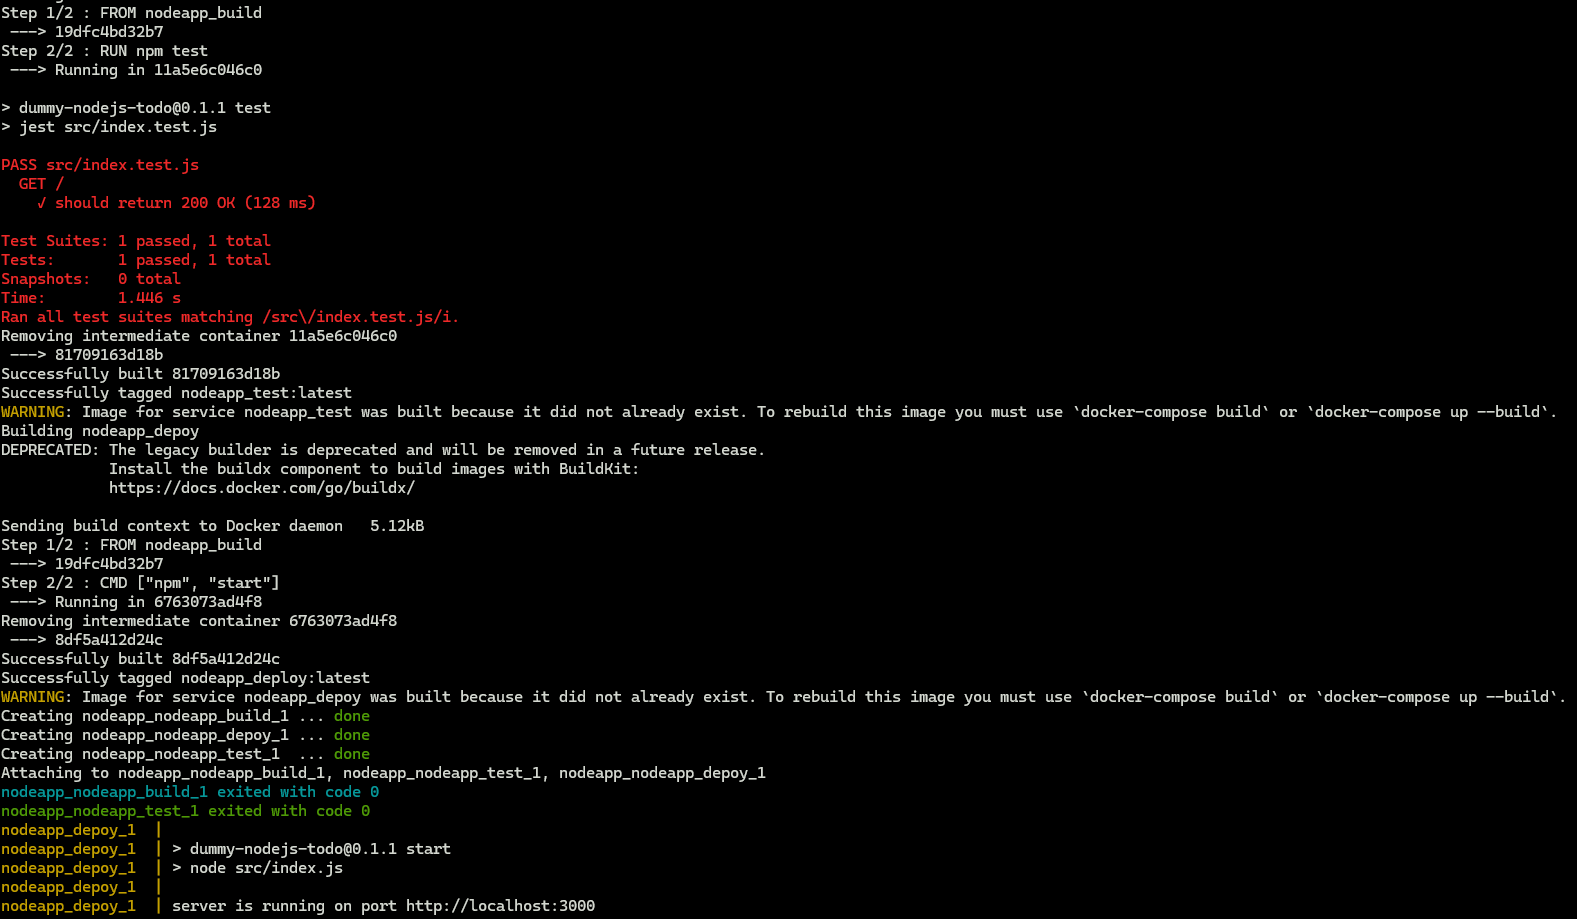 Step 1/2 : FROM nodeapp_build
 ---> 19dfc4bd32b7
Step 2/2 : RUN npm test
 ---> Running in 11a5e6c046c0

> dummy-nodejs-todo@0.1.1 test
> jest src/index.test.js

PASS src/index.test.js
  GET /
    ✓ should return 200 OK (128 ms)

Test Suites: 1 passed, 1 total
Tests:       1 passed, 1 total
Snapshots:   0 total
Time:        1.446 s
Ran all test suites matching /src\/index.test.js/i.
Removing intermediate container 11a5e6c046c0
 ---> 81709163d18b
Successfully built 81709163d18b
Successfully tagged nodeapp_test:latest
WARNING: Image for service nodeapp_test was built because it did not already exist. To rebuild this image you must use `docker-compose build` or `docker-compose up --build`.
Building nodeapp_depoy
DEPRECATED: The legacy builder is deprecated and will be removed in a future release.
            Install the buildx component to build images with BuildKit:
            https://docs.docker.com/go/buildx/

Sending build context to Docker daemon   5.12kB
Step 1/2 : FROM nodeapp_build
 ---> 19dfc4bd32b7
Step 2/2 : CMD ["npm", "start"]
 ---> Running in 6763073ad4f8
Removing intermediate container 6763073ad4f8
 ---> 8df5a412d24c
Successfully built 8df5a412d24c
Successfully tagged nodeapp_deploy:latest
WARNING: Image for service nodeapp_depoy was built because it did not already exist. To rebuild this image you must use `docker-compose build` or `docker-compose up --build`.
Creating nodeapp_nodeapp_build_1 ... done
Creating nodeapp_nodeapp_depoy_1 ... done
Creating nodeapp_nodeapp_test_1  ... done
Attaching to nodeapp_nodeapp_build_1, nodeapp_nodeapp_test_1, nodeapp_nodeapp_depoy_1
nodeapp_nodeapp_build_1 exited with code 0
nodeapp_nodeapp_test_1 exited with code 0
nodeapp_depoy_1  |
nodeapp_depoy_1  | > dummy-nodejs-todo@0.1.1 start
nodeapp_depoy_1  | > node src/index.js
nodeapp_depoy_1  |
nodeapp_depoy_1  | server is running on port http://localhost:3000